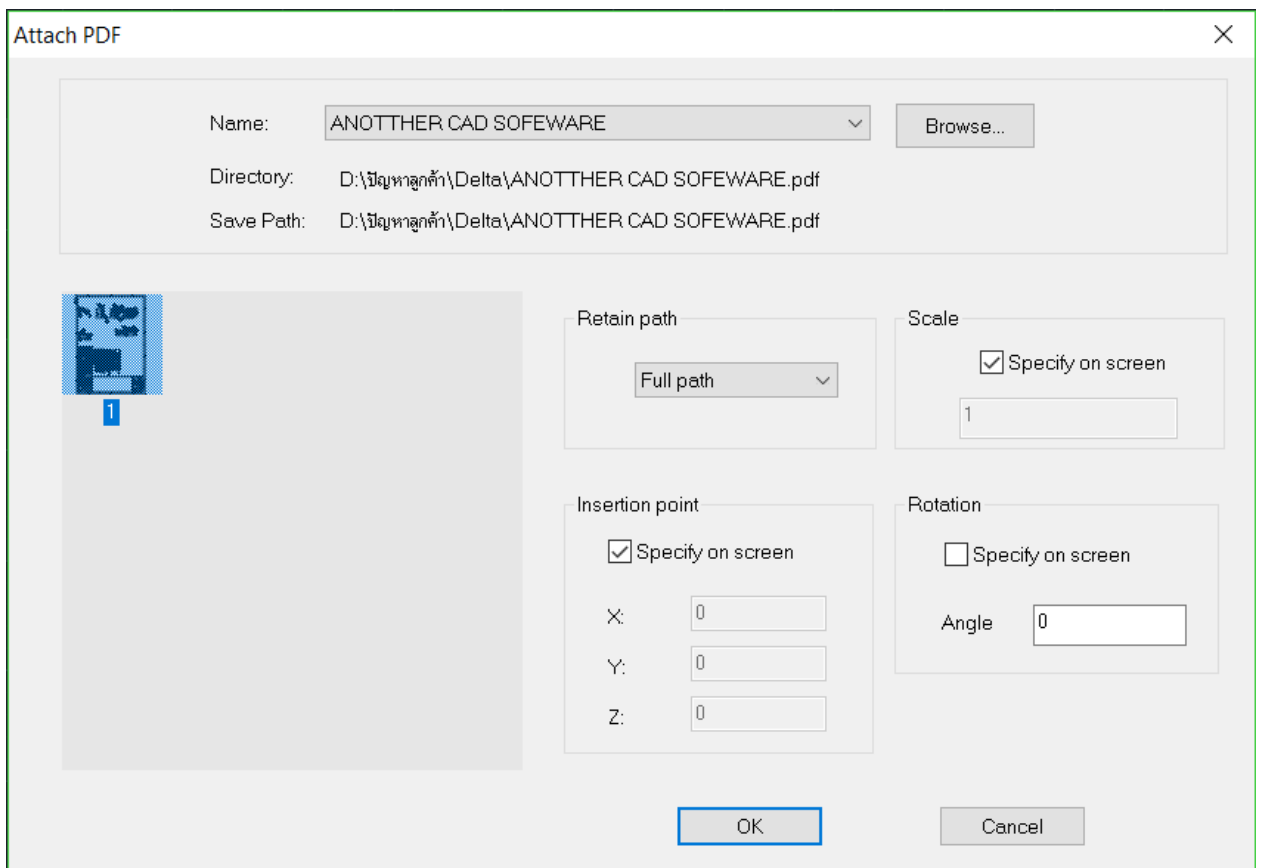 Attach PDF
Name: ANOTTHER CAD SOFEWARE Browse...
Directory: D:\ปัญหาลูกค้า\Delta\ANOTTHER CAD SOFEWARE.pdf
Save Path: D:\ปัญหาลูกค้า\Delta\ANOTTHER CAD SOFEWARE.pdf
1
Retain path
Full path
Scale
Specify on screen
1
Insertion point
Specify on screen
X: 0
Y: 0
Z: 0
Rotation
Specify on screen
Angle 0
OK Cancel